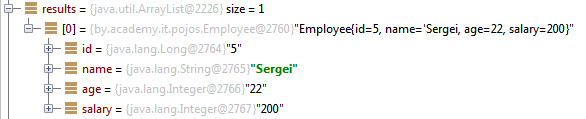 results = {java.util.ArrayList@2226} size = 1
[0] = {by.academy.it.pojos.Employee@2760}"Employee{id=5, name='Sergei, age=22, salary=200}"
id = {java.lang.Long@2764}"5"
name = {java.lang.String@2765}"Sergei"
age = {java.lang.Integer@2766}"22"
salary = {java.lang.Integer@2767}"200"